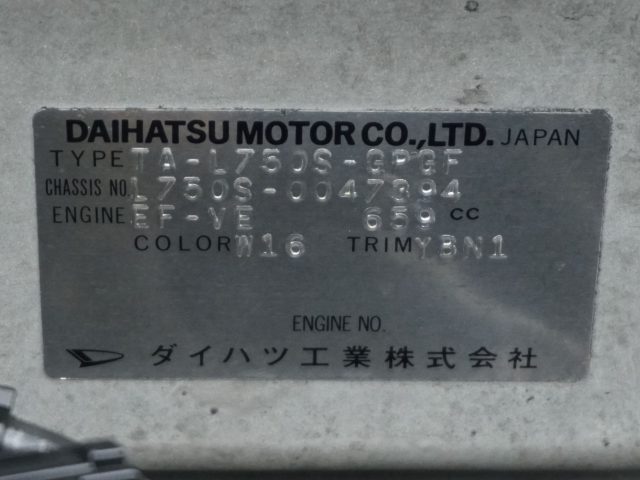 DAIHATSU MOTOR CO.,LTD. JAPAN
TYPE TA-L750S-GPGF
CHASSIS NO. L750S-0047394
ENGINE EF-VE 659 CC
COLOR W16 TRIM YBN1
ENGINE NO.
ダイハツ工業株式会社